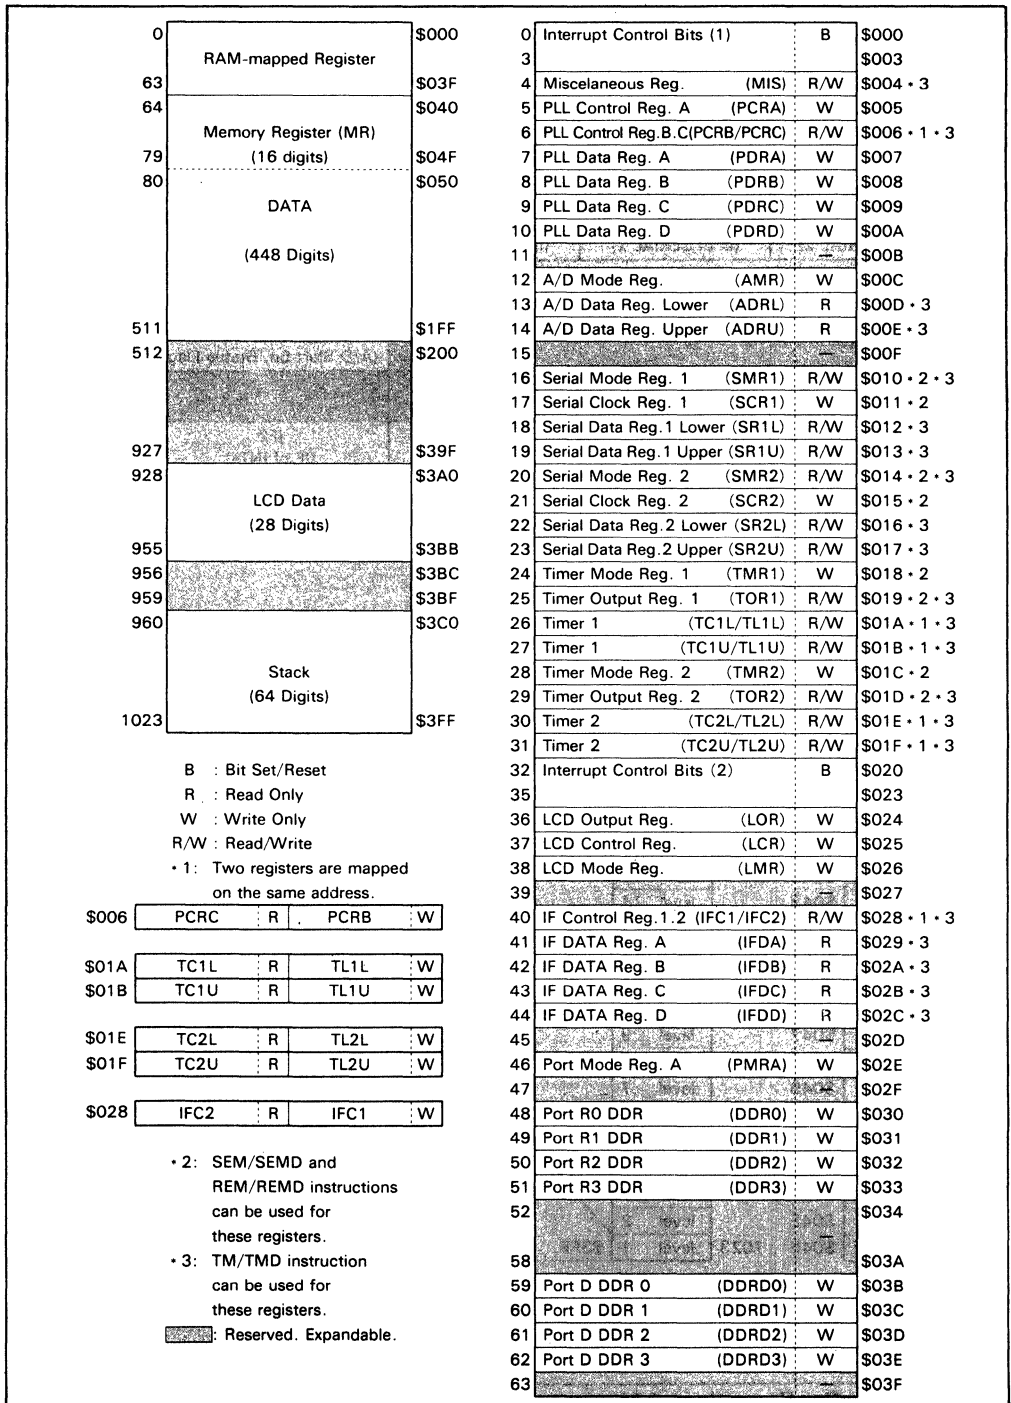 0 $000
RAM-mapped Register
63 $03F
64 $040
Memory Register (MR)
79 (16 digits) $04F
80 $050
DATA
(448 Digits)
511 $1FF
512 $200
927 $39F
928 $3A0
LCD Data
(28 Digits)
955 $3BB
956 $3BC
959 $3BF
960 $3C0
Stack
(64 Digits)
1023 $3FF
B : Bit Set/Reset
R : Read Only
W : Write Only
R/W : Read/Write
*1: Two registers are mapped
on the same address.
$006 PCRC R PCRB W
$01A TC1L R TL1L W
$01B TC1U R TL1U W
$01E TC2L R TL2L W
$01F TC2U R TL2U W
$028 IFC2 R IFC1 W
*2: SEM/SEMD and
REM/REMD instructions
can be used for
these registers.
*3: TM/TMD instruction
can be used for
these registers.
: Reserved. Expandable.
0 Interrupt Control Bits (1) B $000
3 $003
4 Miscelaneous Reg. (MIS) R/W $004 *3
5 PLL Control Reg. A (PCRA) W $005
6 PLL Control Reg.B.C(PCRB/PCRC) R/W $006 *1 *3
7 PLL Data Reg. A (PDRA) W $007
8 PLL Data Reg. B (PDRB) W $008
9 PLL Data Reg. C (PDRC) W $009
10 PLL Data Reg. D (PDRD) W $00A
11 — $00B
12 A/D Mode Reg. (AMR) W $00C
13 A/D Data Reg. Lower (ADRL) R $00D *3
14 A/D Data Reg. Upper (ADRU) R $00E *3
15 — $00F
16 Serial Mode Reg. 1 (SMR1) R/W $010 *2 *3
17 Serial Clock Reg. 1 (SCR1) W $011 *2
18 Serial Data Reg.1 Lower (SR1L) R/W $012 *3
19 Serial Data Reg.1 Upper (SR1U) R/W $013 *3
20 Serial Mode Reg. 2 (SMR2) R/W $014 *2 *3
21 Serial Clock Reg. 2 (SCR2) W $015 *2
22 Serial Data Reg.2 Lower (SR2L) R/W $016 *3
23 Serial Data Reg.2 Upper (SR2U) R/W $017 *3
24 Timer Mode Reg. 1 (TMR1) W $018 *2
25 Timer Output Reg. 1 (TOR1) R/W $019 *2 *3
26 Timer 1 (TC1L/TL1L) R/W $01A *1 *3
27 Timer 1 (TC1U/TL1U) R/W $01B *1 *3
28 Timer Mode Reg. 2 (TMR2) W $01C *2
29 Timer Output Reg. 2 (TOR2) R/W $01D *2 *3
30 Timer 2 (TC2L/TL2L) R/W $01E *1 *3
31 Timer 2 (TC2U/TL2U) R/W $01F *1 *3
32 Interrupt Control Bits (2) B $020
35 $023
36 LCD Output Reg. (LOR) W $024
37 LCD Control Reg. (LCR) W $025
38 LCD Mode Reg. (LMR) W $026
39 — $027
40 IF Control Reg.1.2 (IFC1/IFC2) R/W $028 *1 *3
41 IF DATA Reg. A (IFDA) R $029 *3
42 IF DATA Reg. B (IFDB) R $02A *3
43 IF DATA Reg. C (IFDC) R $02B *3
44 IF DATA Reg. D (IFDD) R $02C *3
45 — $02D
46 Port Mode Reg. A (PMRA) W $02E
47 — $02F
48 Port R0 DDR (DDR0) W $030
49 Port R1 DDR (DDR1) W $031
50 Port R2 DDR (DDR2) W $032
51 Port R3 DDR (DDR3) W $033
52 $034
—
58 $03A
59 Port D DDR 0 (DDRD0) W $03B
60 Port D DDR 1 (DDRD1) W $03C
61 Port D DDR 2 (DDRD2) W $03D
62 Port D DDR 3 (DDRD3) W $03E
63 — $03F